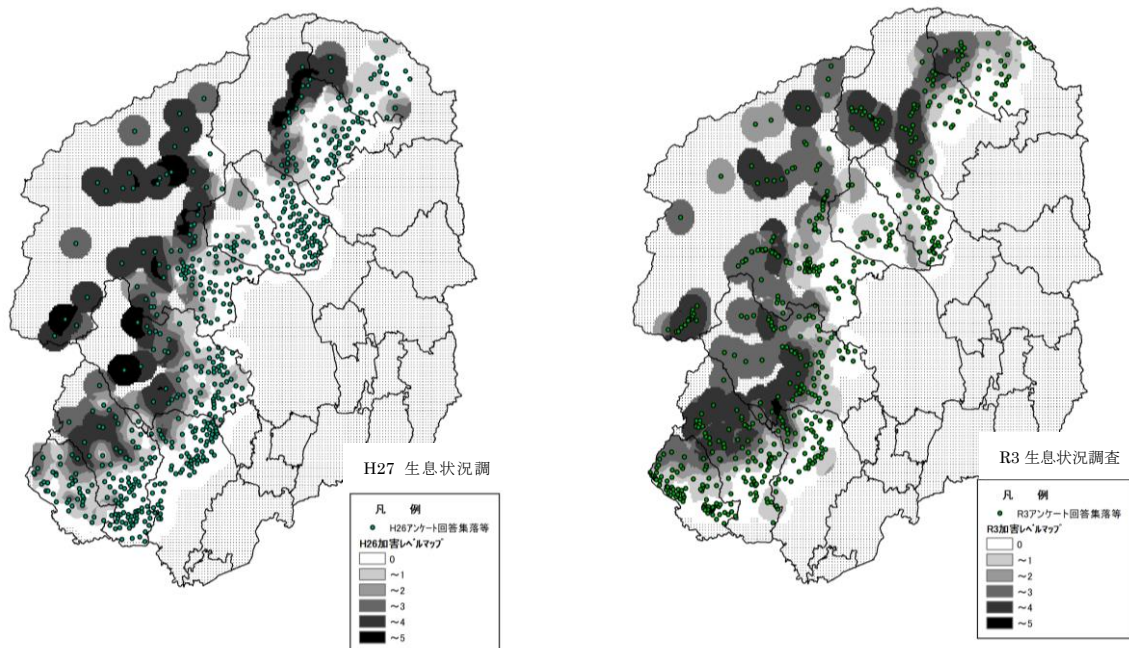 H27 生息状況調
凡 例
H26アンケート回答集落等
H26加害レベルマップ
0
～1
～2
～3
～4
～5
R3 生息状況調査
凡 例
R3アンケート回答集落等
R3加害レベルマップ
0
～1
～2
～3
～4
～5